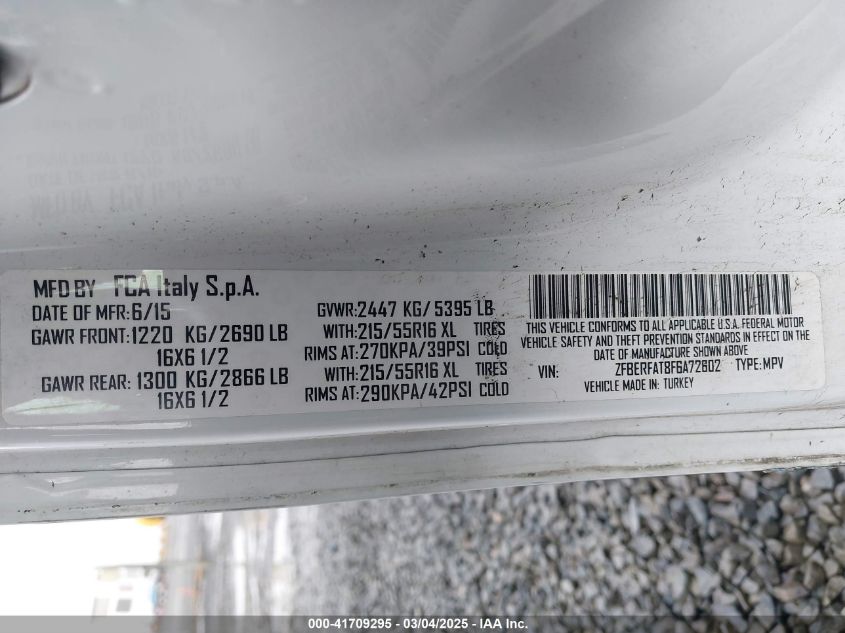 MFD BY FCA Italy S.p.A.
DATE OF MFR: 6/15
GAWR FRONT: 1220 KG/2690 LB
16X6 1/2
GAWR REAR: 1300 KG/2866 LB
16X6 1/2
GVWR: 2447 KG/ 5395 LB
WITH: 215/55R16 XL TIRES
RIMS AT: 270KPA/39PSI COLD
WITH: 215/55R16 XL TIRES
RIMS AT: 290KPA/42PSI COLD
THIS VEHICLE CONFORMS TO ALL APPLICABLE U.S.A. FEDERAL MOTOR
VEHICLE SAFETY AND THEFT PREVENTION STANDARDS IN EFFECT ON THE
DATE OF MANUFACTURE SHOWN ABOVE
VIN: ZFBERFAT8F6A72802 TYPE: MPV
VEHICLE MADE IN: TURKEY
000-41709295 - 03/04/2025 - IAA Inc.